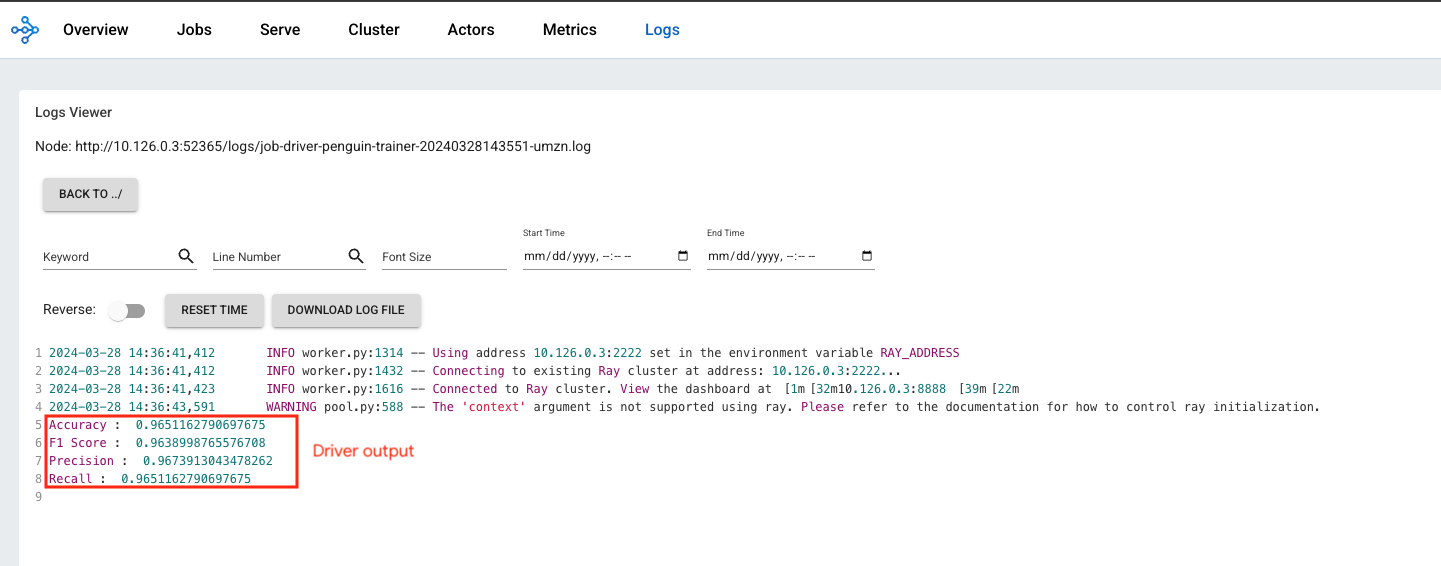 Overview Jobs Serve Cluster Actors Metrics Logs
Logs Viewer
Node: http://10.126.0.3:52365/logs/job-driver-penguin-trainer-20240328143551-umzn.log
BACK TO ../
Start Time End Time
Keyword Line Number Font Size mm/dd/yyyy, --:-- -- mm/dd/yyyy, --:-- --
Reverse: RESET TIME DOWNLOAD LOG FILE
1 2024-03-28 14:36:41,412 INFO worker.py:1314 -- Using address 10.126.0.3:2222 set in the environment variable RAY_ADDRESS
2 2024-03-28 14:36:41,412 INFO worker.py:1432 -- Connecting to existing Ray cluster at address: 10.126.0.3:2222...
3 2024-03-28 14:36:41,423 INFO worker.py:1616 -- Connected to Ray cluster. View the dashboard at [1m[32m10.126.0.3:8888 [39m[22m
4 2024-03-28 14:36:43,591 WARNING pool.py:588 -- The 'context' argument is not supported using ray. Please refer to the documentation for how to control ray initialization.
5 Accuracy : 0.9651162790697675
6 F1 Score : 0.9638998765576708
Driver output
7 Precision : 0.9673913043478262
8 Recall : 0.9651162790697675
9